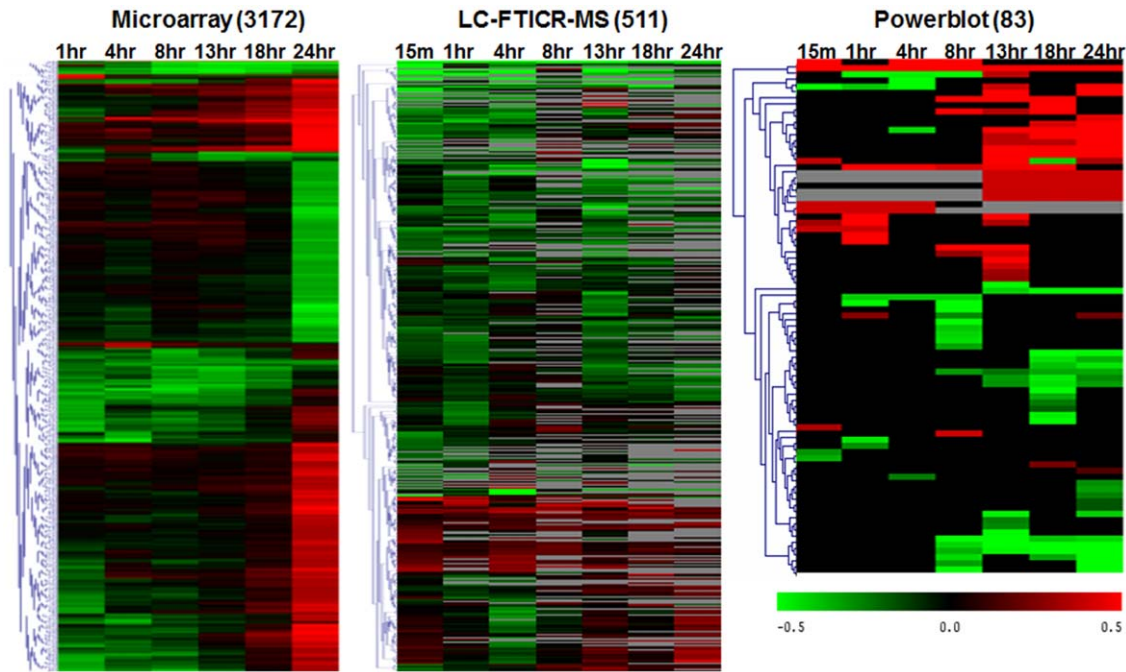 Microarray (3172)
1hr 4hr 8hr 13hr 18hr 24hr
LC-FTICR-MS (511)
15m 1hr 4hr 8hr 13hr 18hr 24hr
Powerblot (83)
15m 1hr 4hr 8hr 13hr 18hr 24hr
-0.5 0.0 0.5